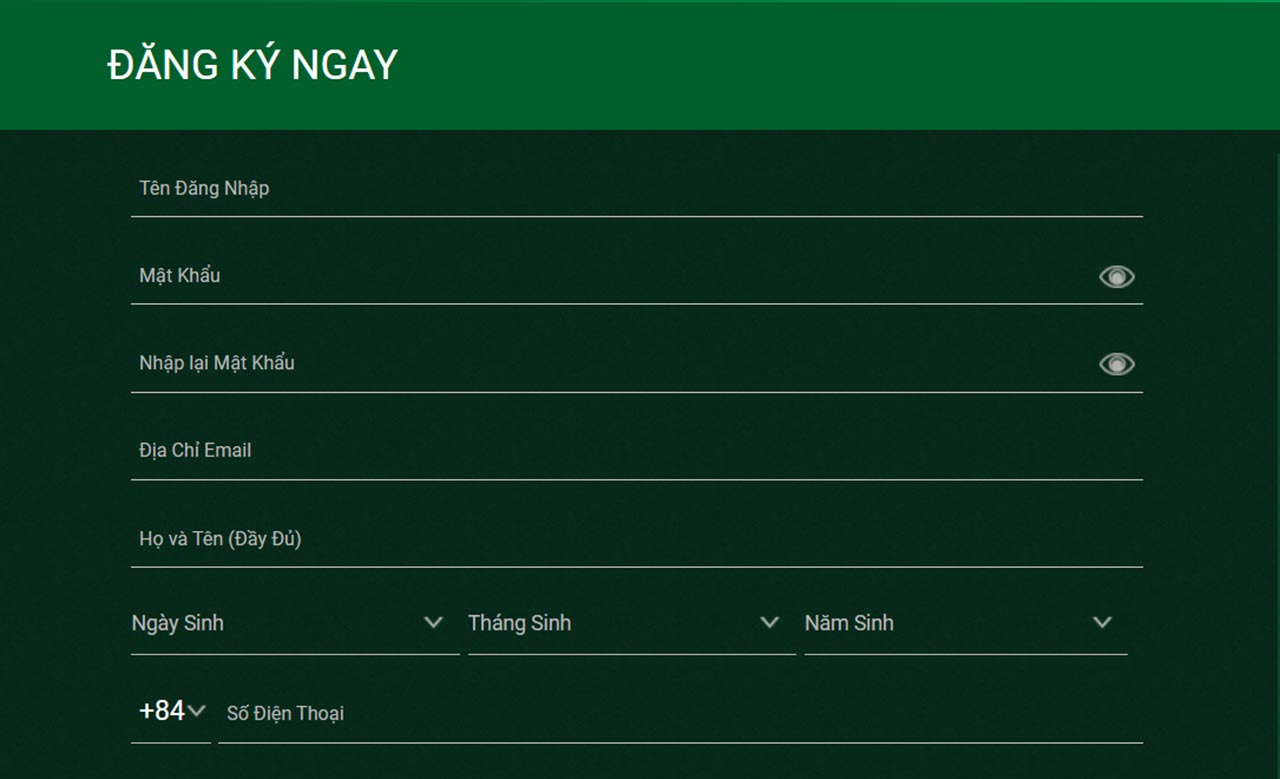 ĐĂNG KÝ NGAY
Tên Đăng Nhập
Mật Khẩu
Nhập lại Mật Khẩu
Địa Chỉ Email
Họ và Tên (Đầy Đủ)
Ngày Sinh Tháng Sinh Năm Sinh
+84 Số Điện Thoại